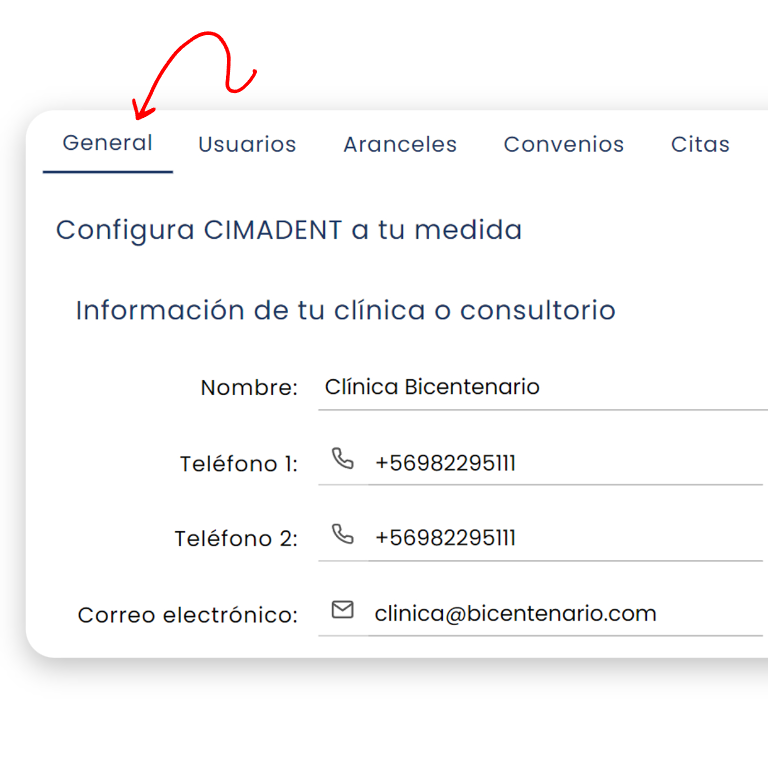 General Usuarios Aranceles Convenios Citas
Configura CIMADENT a tu medida
Información de tu clínica o consultorio
Nombre: Clínica Bicentenario
Teléfono 1: +56982295111
Teléfono 2: +56982295111
Correo electrónico: clinica@bicentenario.com